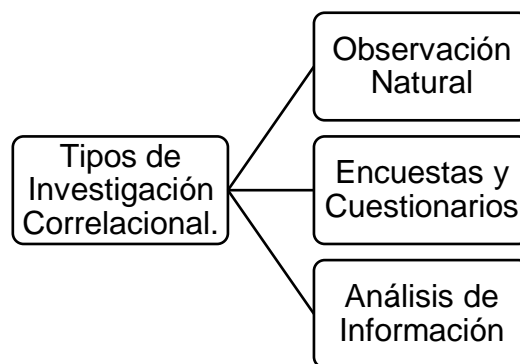 Tipos de
Investigación
Correlacional.
Observación
Natural
Encuestas y
Cuestionarios
Análisis de
Información